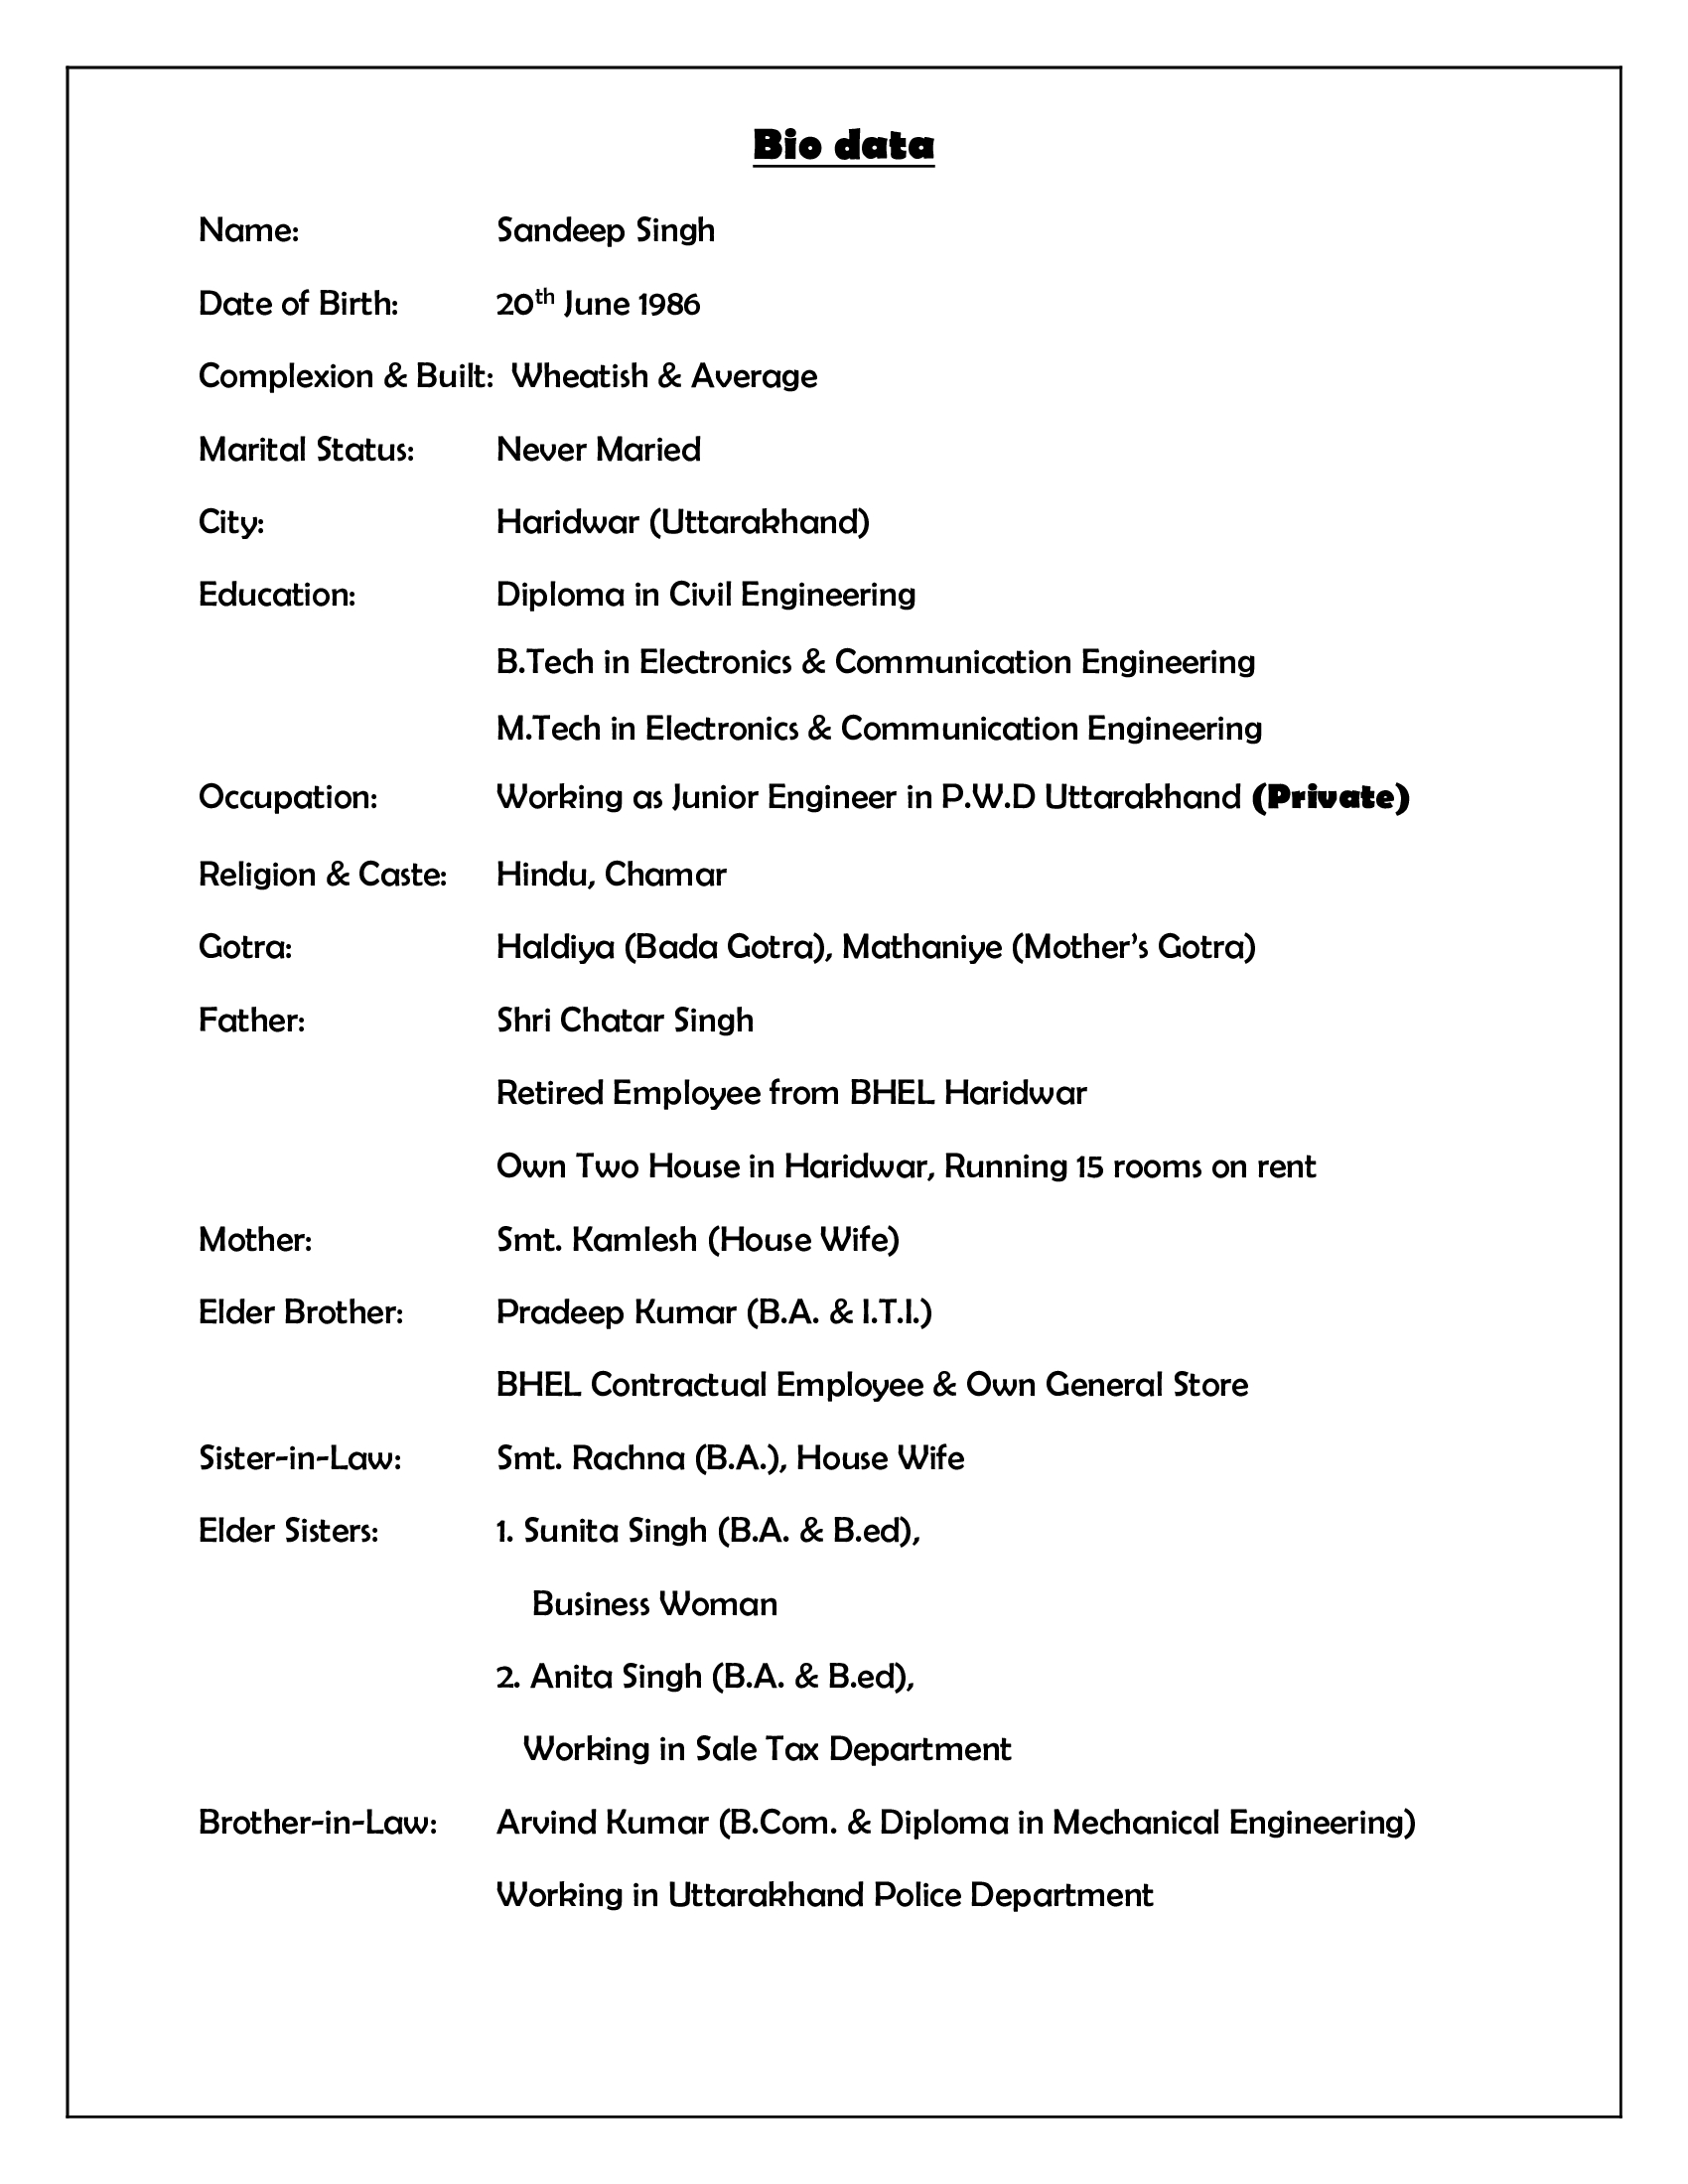 Bio data
Name: Sandeep Singh
Date of Birth: 20th June 1986
Complexion & Built: Wheatish & Average
Marital Status: Never Maried
City: Haridwar (Uttarakhand)
Education: Diploma in Civil Engineering
B.Tech in Electronics & Communication Engineering
M.Tech in Electronics & Communication Engineering
Occupation: Working as Junior Engineer in P.W.D Uttarakhand (Private)
Religion & Caste: Hindu, Chamar
Gotra: Haldiya (Bada Gotra), Mathaniye (Mother’s Gotra)
Father: Shri Chatar Singh
Retired Employee from BHEL Haridwar
Own Two House in Haridwar, Running 15 rooms on rent
Mother: Smt. Kamlesh (House Wife)
Elder Brother: Pradeep Kumar (B.A. & I.T.I.)
BHEL Contractual Employee & Own General Store
Sister-in-Law: Smt. Rachna (B.A.), House Wife
Elder Sisters: 1. Sunita Singh (B.A. & B.ed),
Business Woman
2. Anita Singh (B.A. & B.ed),
Working in Sale Tax Department
Brother-in-Law: Arvind Kumar (B.Com. & Diploma in Mechanical Engineering)
Working in Uttarakhand Police Department